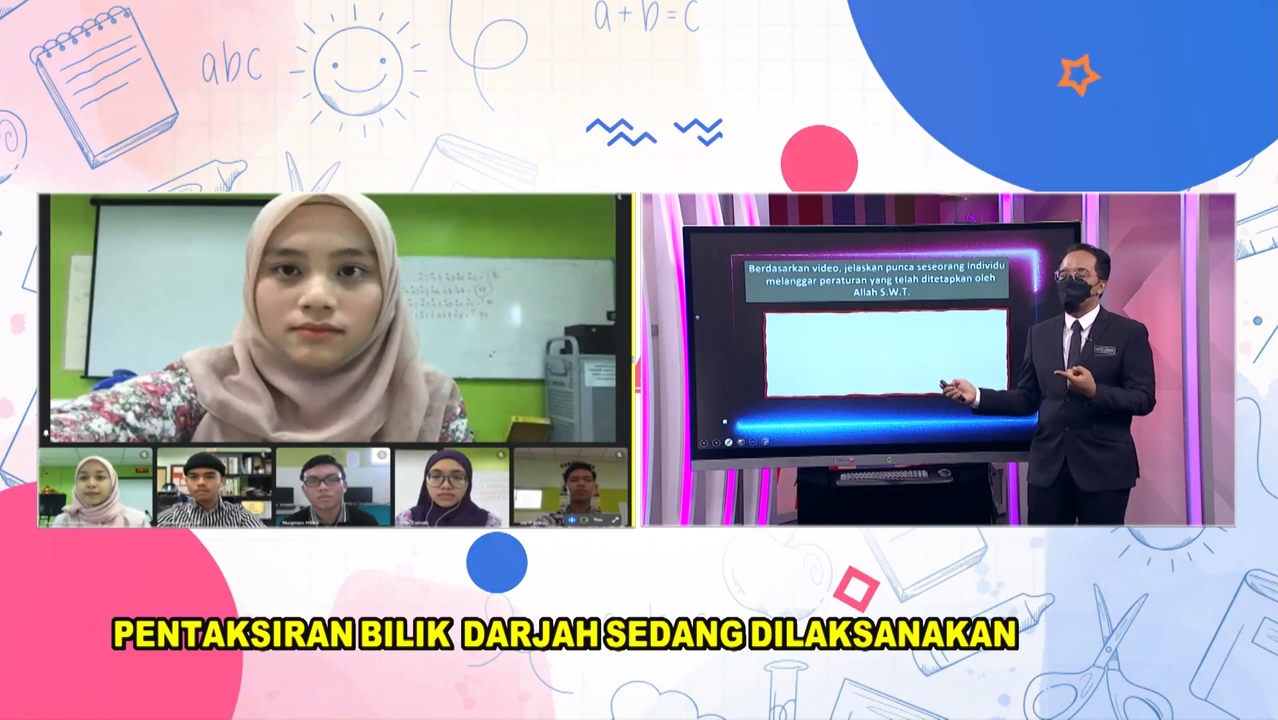 a + b = c
abc
Berdasarkan video, jelaskan punca seseorang individu
melanggar peraturan yang telah ditetapkan oleh
Allah S.W.T.
PENTAKSIRAN BILIK DARJAH SEDANG DILAKSANAKAN